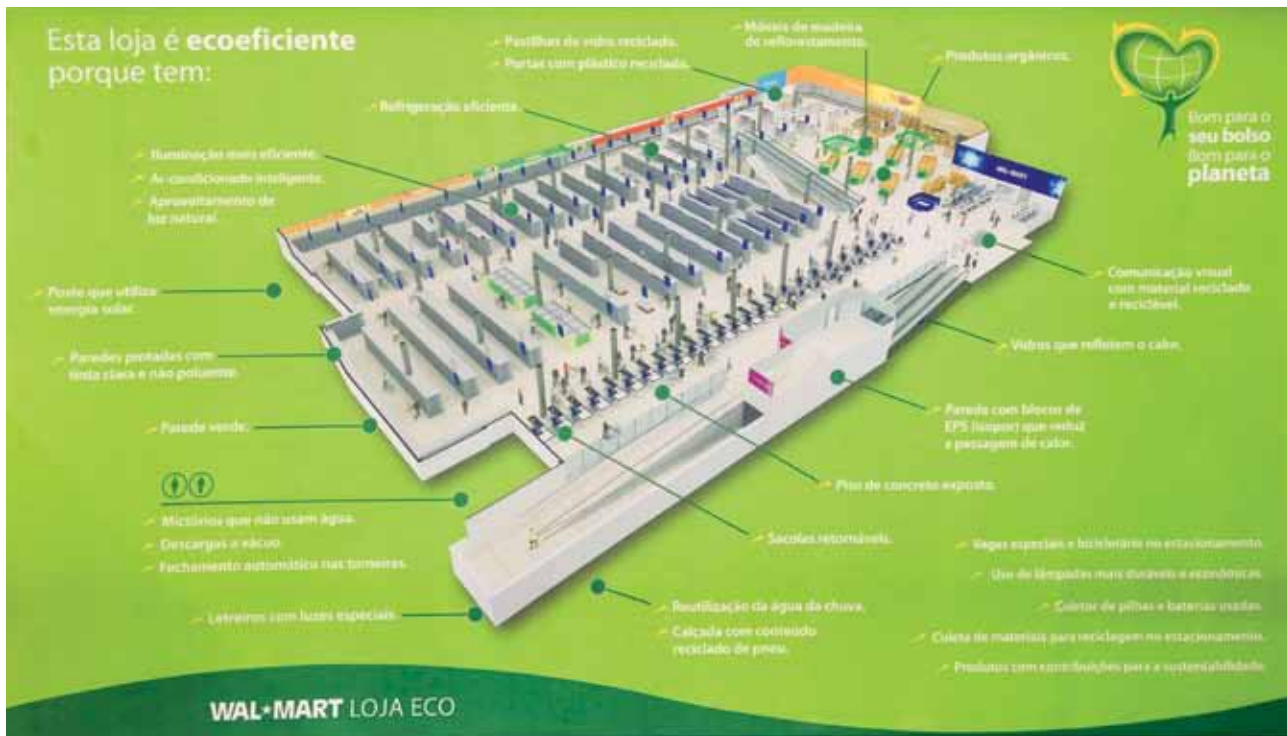 Esta loja é ecoeficiente
porque tem:
Pastilhas de vidro reciclado.
Portas com plástico reciclado.
Móveis de madeira
de reflorestamento.
Produtos orgânicos.
Bom para o
seu bolso
Bom para o
planeta
Refrigeração eficiente.
Iluminação mais eficiente.
Ar-condicionado inteligente.
Aproveitamento de
luz natural.
WAL-MART
Poste que utiliza
energia solar.
Comunicação visual
com material reciclado
e reciclável.
Paredes pintadas com
tinta clara e não poluente.
Vidros que refletem o calor.
Parede verde.
Parede com blocos de
EPS (isopor) que reduz
a passagem de calor.
Piso de concreto exposto.
Mictórios que não usam água.
Descargas a vácuo.
Fechamento automático nas torneiras.
Sacolas retornáveis.
Letreiros com luzes especiais.
Reutilização da água da chuva.
Calçada com conteúdo
reciclado de pneu.
Vagas especiais e bicicletário no estacionamento.
Uso de lâmpadas mais duráveis e econômicas.
Coletor de pilhas e baterias usadas.
Coleta de materiais para reciclagem no estacionamento.
Produtos com contribuições para a sustentabilidade.
WAL★MART LOJA ECO